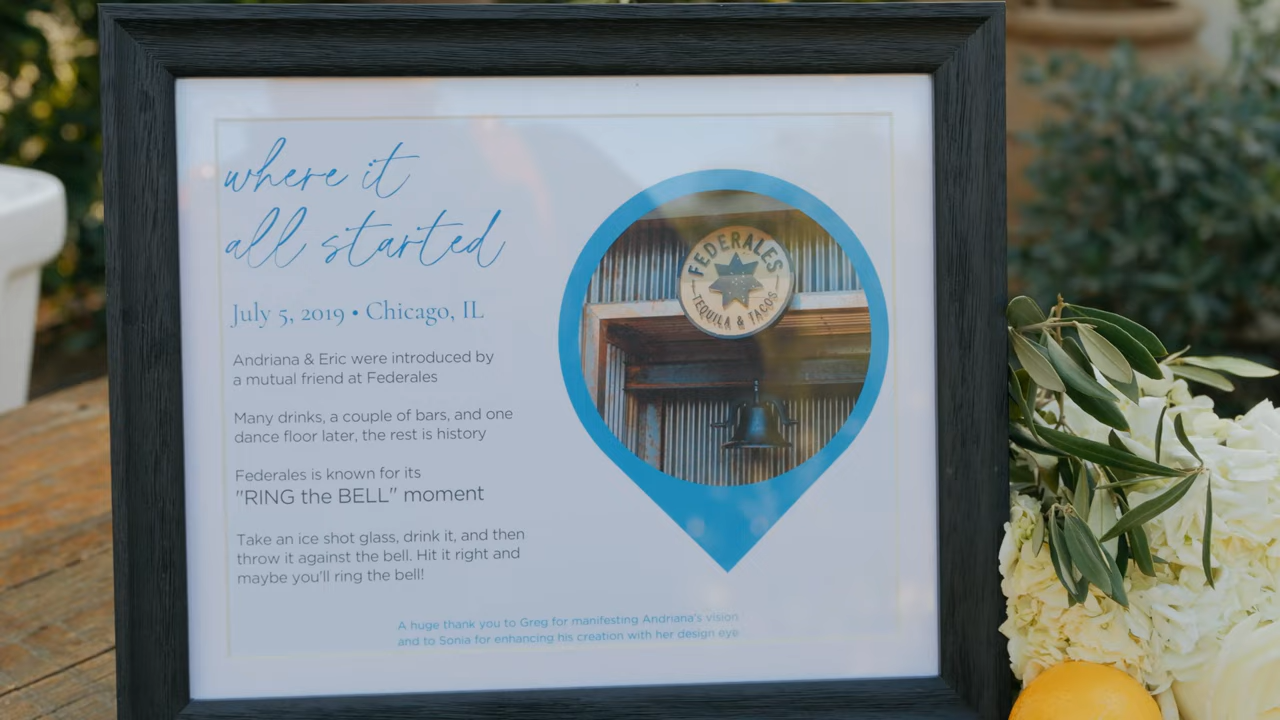 where it
all started
July 5, 2019 • Chicago, IL
Andriana & Eric were introduced by
a mutual friend at Federales
Many drinks, a couple of bars, and one
dance floor later, the rest is history
Federales is known for its
"RING the BELL" moment
Take an ice shot glass, drink it, and then
throw it against the bell. Hit it right and
maybe you'll ring the bell!
FEDERALES
TEQUILA & TACOS
A huge thank you to Greg for manifesting Andriana's vision
and to Sonia for enhancing his creation with her design eye